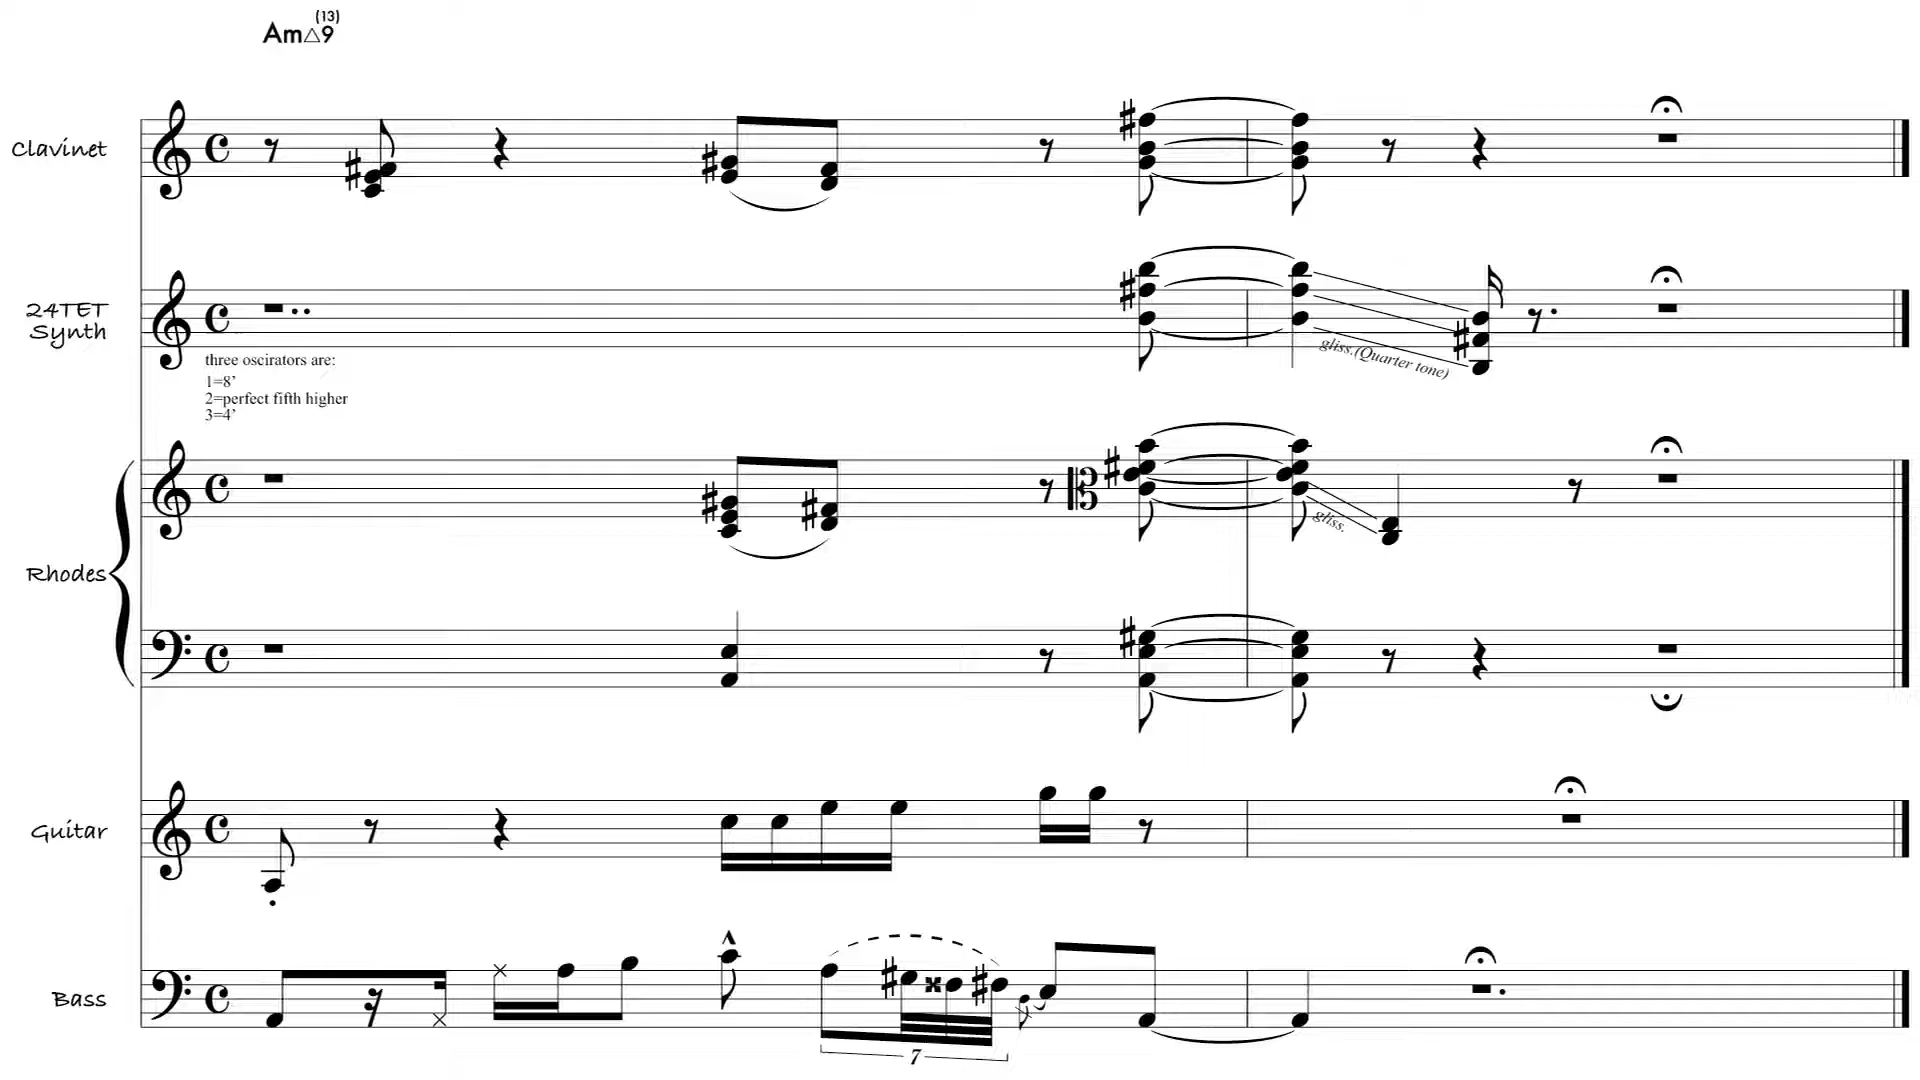 Am△9(13)
Clavinet
24TET
Synth
three oscirators are:
1=8’
2=perfect fifth higher
3=4’
gliss.(Quarter tone)
Rhodes
gliss.
Guitar
Bass
7